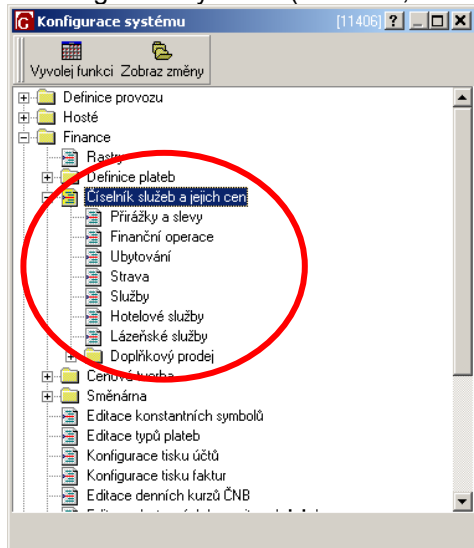 Konfigurace systému [11406]
Vyvolej funkci Zobraz změny
Definice provozu
Hosté
Finance
Rastry
Definice plateb
Číselník služeb a jejich cen
Přirážky a slevy
Finanční operace
Ubytování
Strava
Služby
Hotelové služby
Lázeňské služby
Doplňkový prodej
Cenová tvorba
Směnárna
Editace konstantních symbolů
Editace typů plateb
Konfigurace tisku účtů
Konfigurace tisku faktur
Editace denních kurzů ČNB